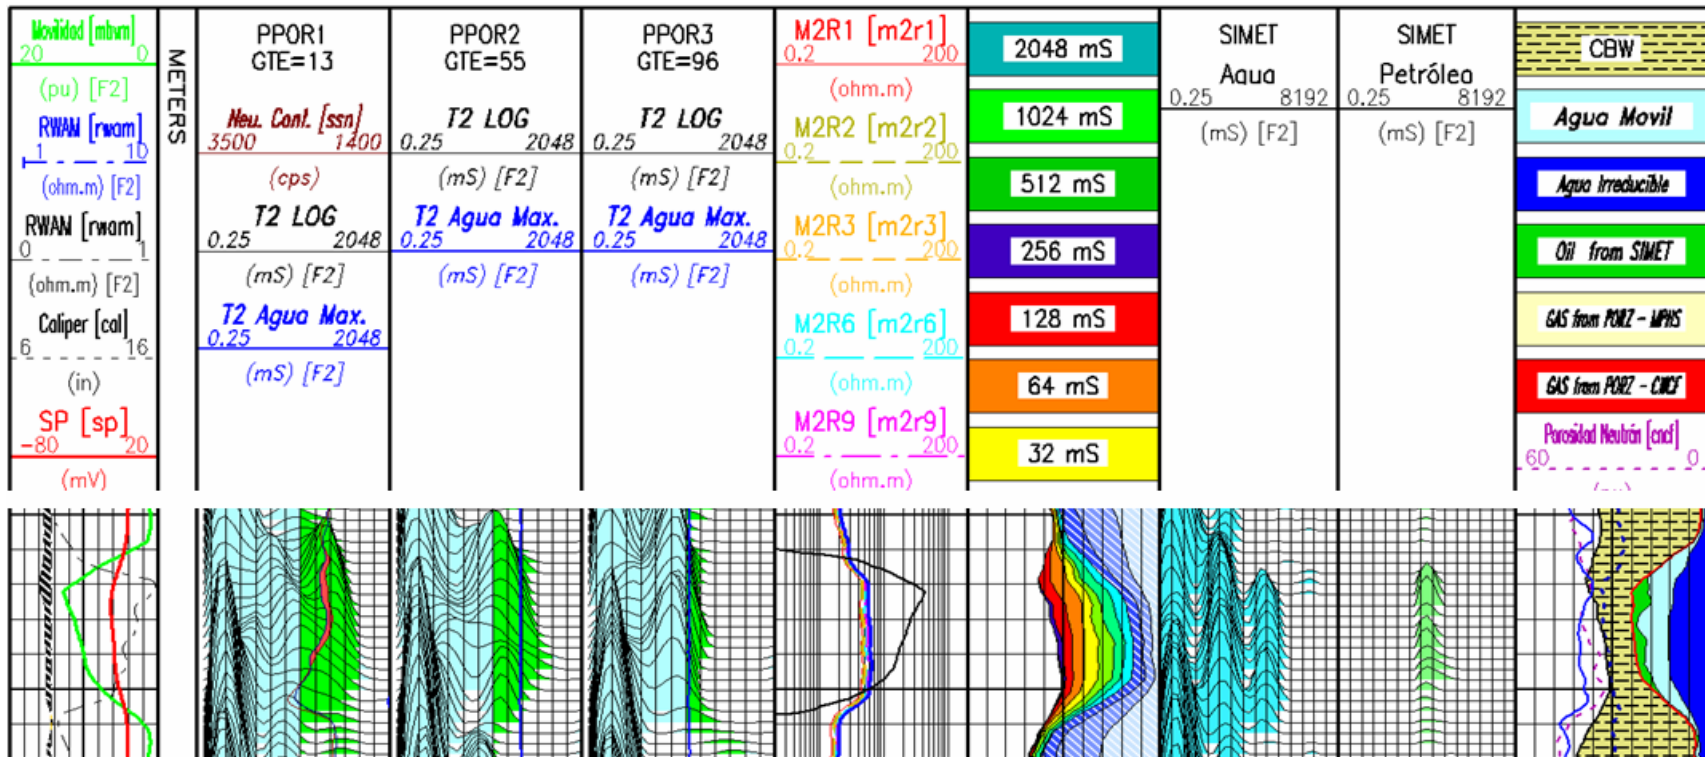 Movilidad [mbvm]
20 0
(pu) [F2]
RWAM [rwam]
1 10
(ohm.m) [F2]
RWAM [rwam]
0 1
(ohm.m) [F2]
Caliper [cal]
6 16
(in)
SP [sp]
-80 20
(mV)
METERS
PPOR1
GTE=13
Neu. Cont. [ssn]
3500 1400
(cps)
T2 LOG
0.25 2048
(mS) [F2]
T2 Agua Max.
0.25 2048
(mS) [F2]
PPOR2
GTE=55
T2 LOG
0.25 2048
(mS) [F2]
T2 Agua Max.
0.25 2048
(mS) [F2]
PPOR3
GTE=96
T2 LOG
0.25 2048
(mS) [F2]
T2 Agua Max.
0.25 2048
(mS) [F2]
M2R1 [m2r1]
0.2 200
(ohm.m)
M2R2 [m2r2]
0.2 200
(ohm.m)
M2R3 [m2r3]
0.2 200
(ohm.m)
M2R6 [m2r6]
0.2 200
(ohm.m)
M2R9 [m2r9]
0.2 200
(ohm.m)
2048 mS
1024 mS
512 mS
256 mS
128 mS
64 mS
32 mS
SIMET
Agua
0.25 8192
(mS) [F2]
SIMET
Petróleo
0.25 8192
(mS) [F2]
CBW
Agua Movil
Agua Irreducible
Oil from SIMET
GAS from PORZ - MPHS
GAS from PORZ - CNCF
Porosidad Neutrón [cncf]
60 0